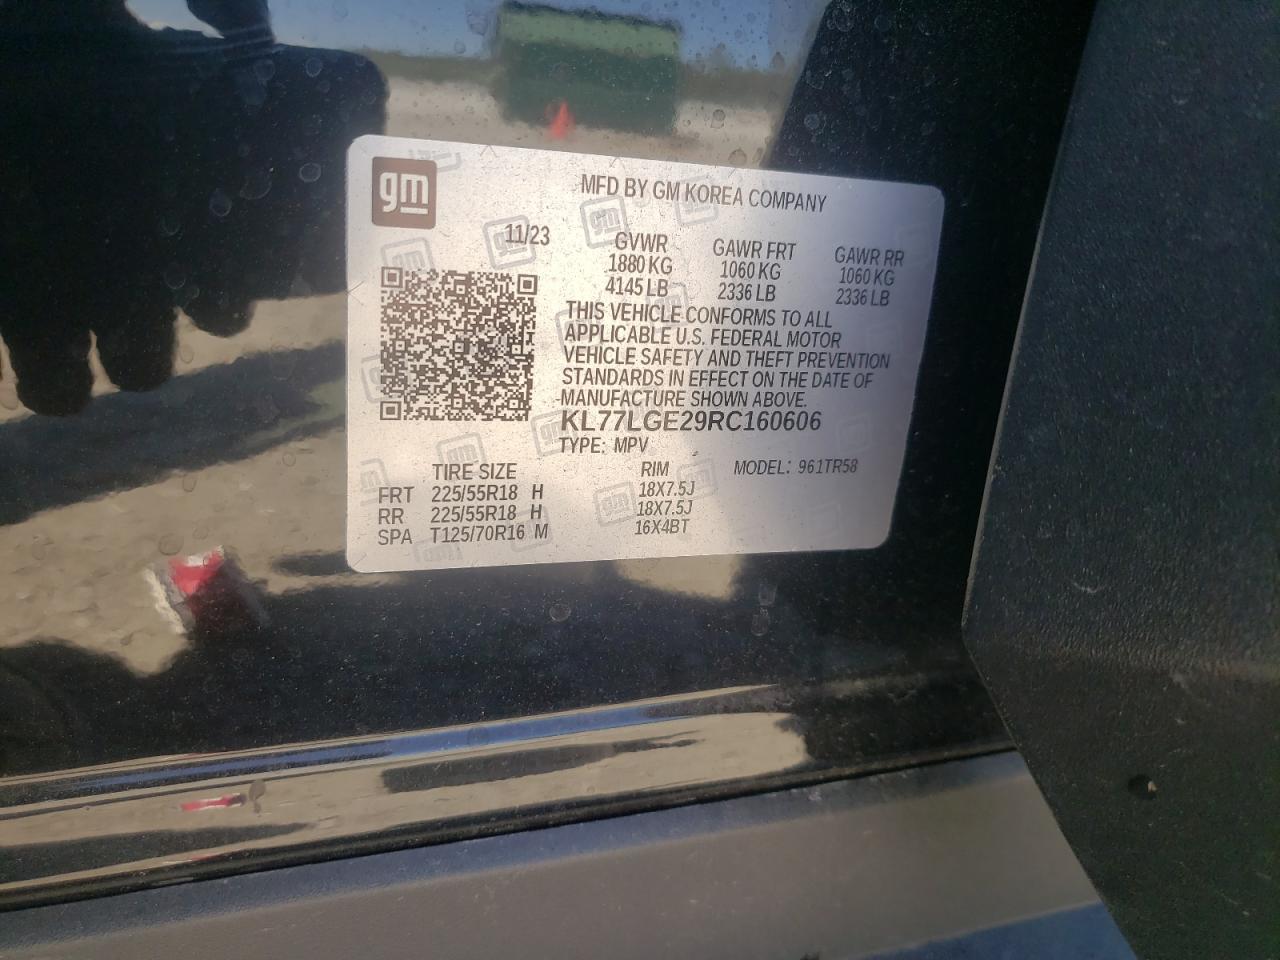 gm
MFD BY GM KOREA COMPANY
11/23 GVWR GAWR FRT GAWR RR
1880 KG 1060 KG 1060 KG
4145 LB 2336 LB 2336 LB
THIS VEHICLE CONFORMS TO ALL
APPLICABLE U.S. FEDERAL MOTOR
VEHICLE SAFETY AND THEFT PREVENTION
STANDARDS IN EFFECT ON THE DATE OF
MANUFACTURE SHOWN ABOVE.
KL77LGE29RC160606
TYPE: MPV
TIRE SIZE RIM MODEL: 961TR58
FRT 225/55R18 H 18X7.5J
RR 225/55R18 H 18X7.5J
SPA T125/70R16 M 16X4BT